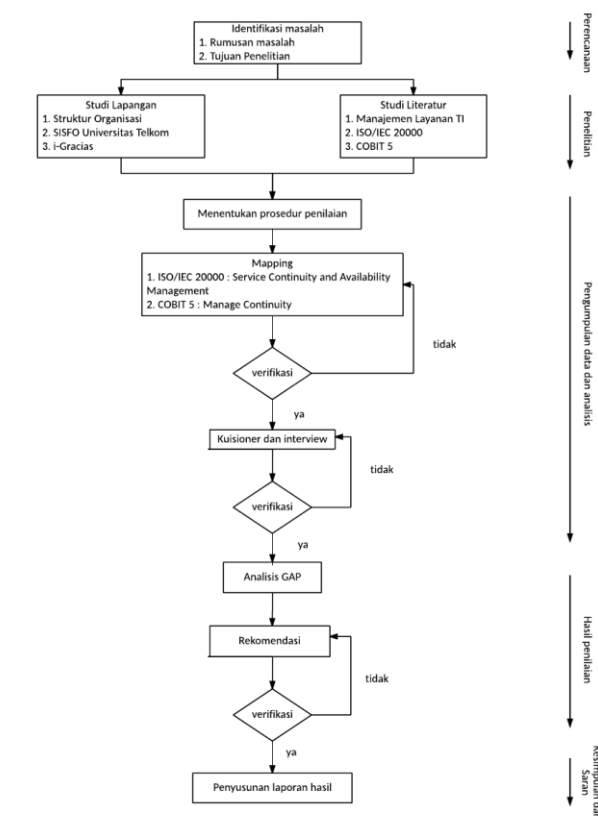 Identifikasi masalah
1. Rumusan masalah
2. Tujuan Penelitian
Perencanaan
Studi Lapangan
1. Struktur Organisasi
2. SISFO Universitas Telkom
3. i-Gracias
Studi Literatur
1. Manajemen Layanan TI
2. ISO/IEC 20000
3. COBIT 5
Penelitian
Menentukan prosedur penilaian
Mapping
1. ISO/IEC 20000 : Service Continuity and Availability
Management
2. COBIT 5 : Manage Continuity
tidak
verifikasi
ya
Kuisioner dan interview
tidak
verifikasi
ya
Pengumpulan data dan analisis
Analisis GAP
Rekomendasi
tidak
verifikasi
ya
Hasil penilaian
Penyusunan laporan hasil
Kesimpulan dan
Saran